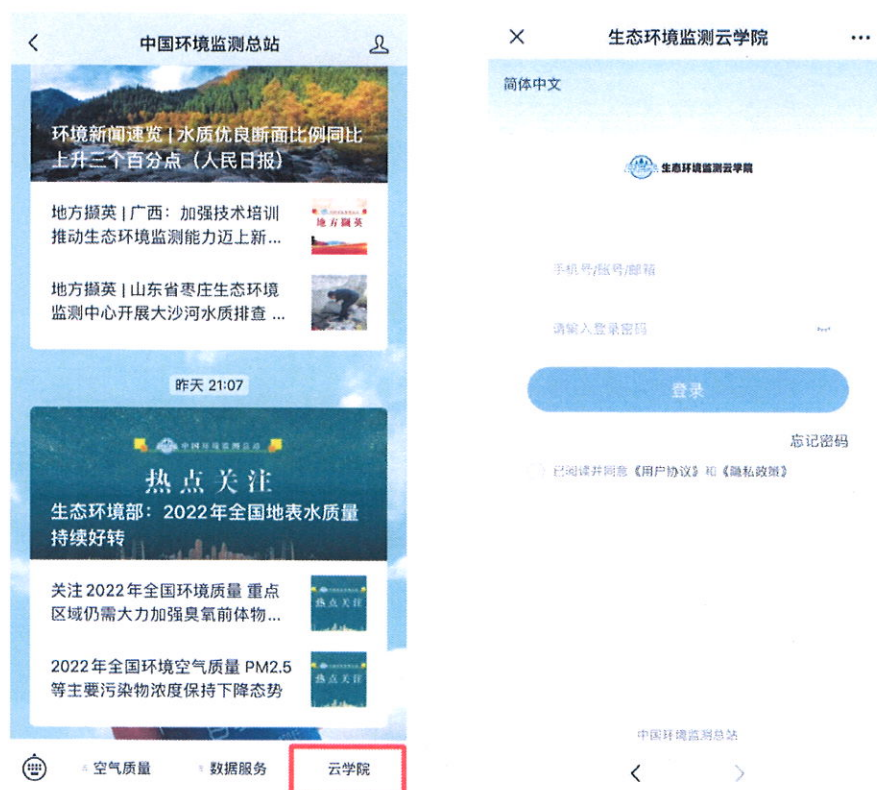 中国环境监测总站
环境新闻速览 | 水质优良断面比例同比
上升三个百分点（人民日报）
地方撷英 | 广西：加强技术培训
推动生态环境监测能力迈上新...
地方撷英
地方撷英 | 山东省枣庄生态环境
监测中心开展大沙河水质排查 ...
昨天 21:07
中国环境监测总站
热点关注
生态环境部：2022年全国地表水质量
持续好转
关注2022年全国环境质量 重点
区域仍需大力加强臭氧前体物...
热点关注
2022年全国环境空气质量 PM2.5
等主要污染物浓度保持下降态势
热点关注
空气质量
数据服务
云学院
生态环境监测云学院
简体中文
生态环境监测云学院
手机号/账号/邮箱
请输入登录密码
登录
忘记密码
已阅读并同意《用户协议》和《隐私政策》
中国环境监测总站